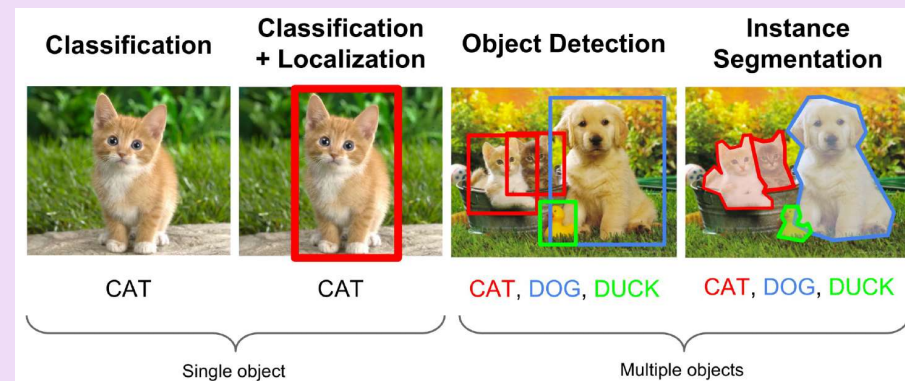 Classification
Classification
+ Localization
Object Detection
Instance
Segmentation
CAT
CAT
CAT, DOG, DUCK
CAT, DOG, DUCK
Single object
Multiple objects